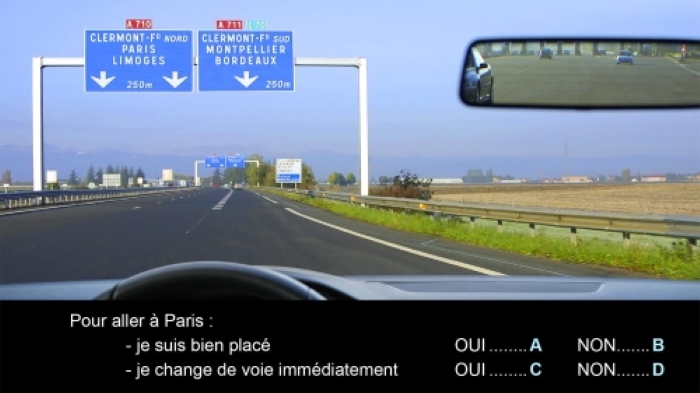 A 710
CLERMONT-Fᴰ NORD
PARIS
LIMOGES
250m
A 711
CLERMONT-Fᴰ SUD
MONTPELLIER
BORDEAUX
250m
Pour aller à Paris :
- je suis bien placé OUI ........ A NON....... B
- je change de voie immédiatement OUI ........ C NON....... D